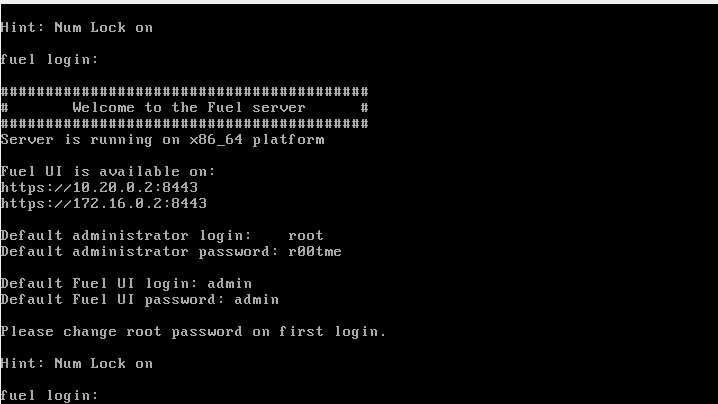 Hint: Num Lock on
fuel login:
#########################################
#       Welcome to the Fuel server      #
#########################################
Server is running on x86_64 platform
Fuel UI is available on:
https://10.20.0.2:8443
https://172.16.0.2:8443
Default administrator login:    root
Default administrator password: r00tme
Default Fuel UI login: admin
Default Fuel UI password: admin
Please change root password on first login.
Hint: Num Lock on
fuel login: